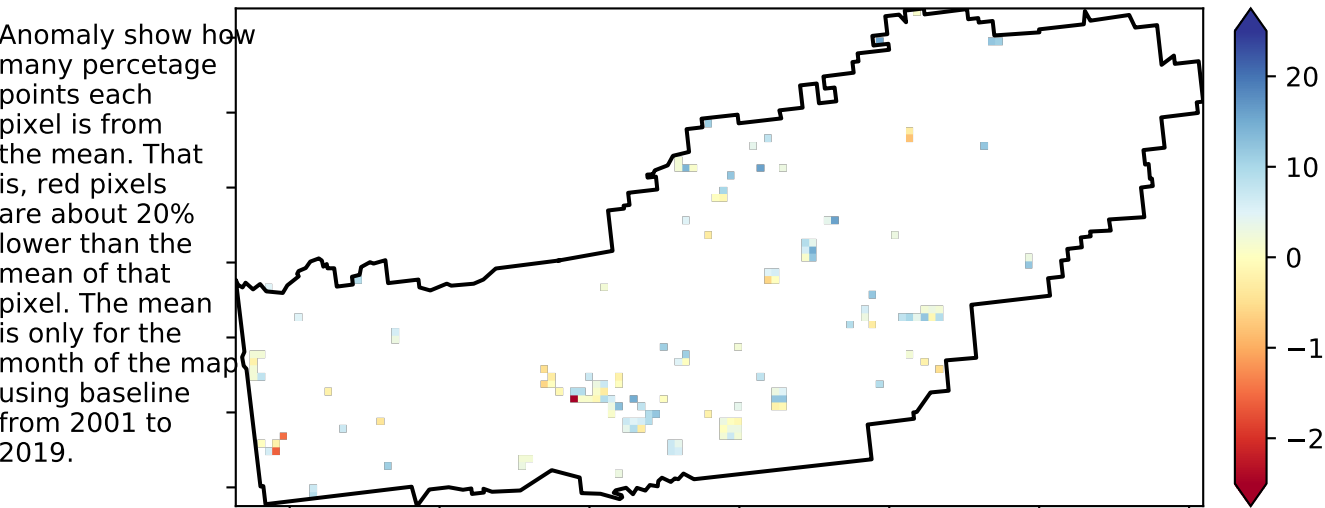 Anomaly show how
many percetage
points each
pixel is from
the mean. That
is, red pixels
are about 20%
lower than the
mean of that
pixel. The mean
is only for the
month of the map
using baseline
from 2001 to
2019.
20
10
0
−1
−2